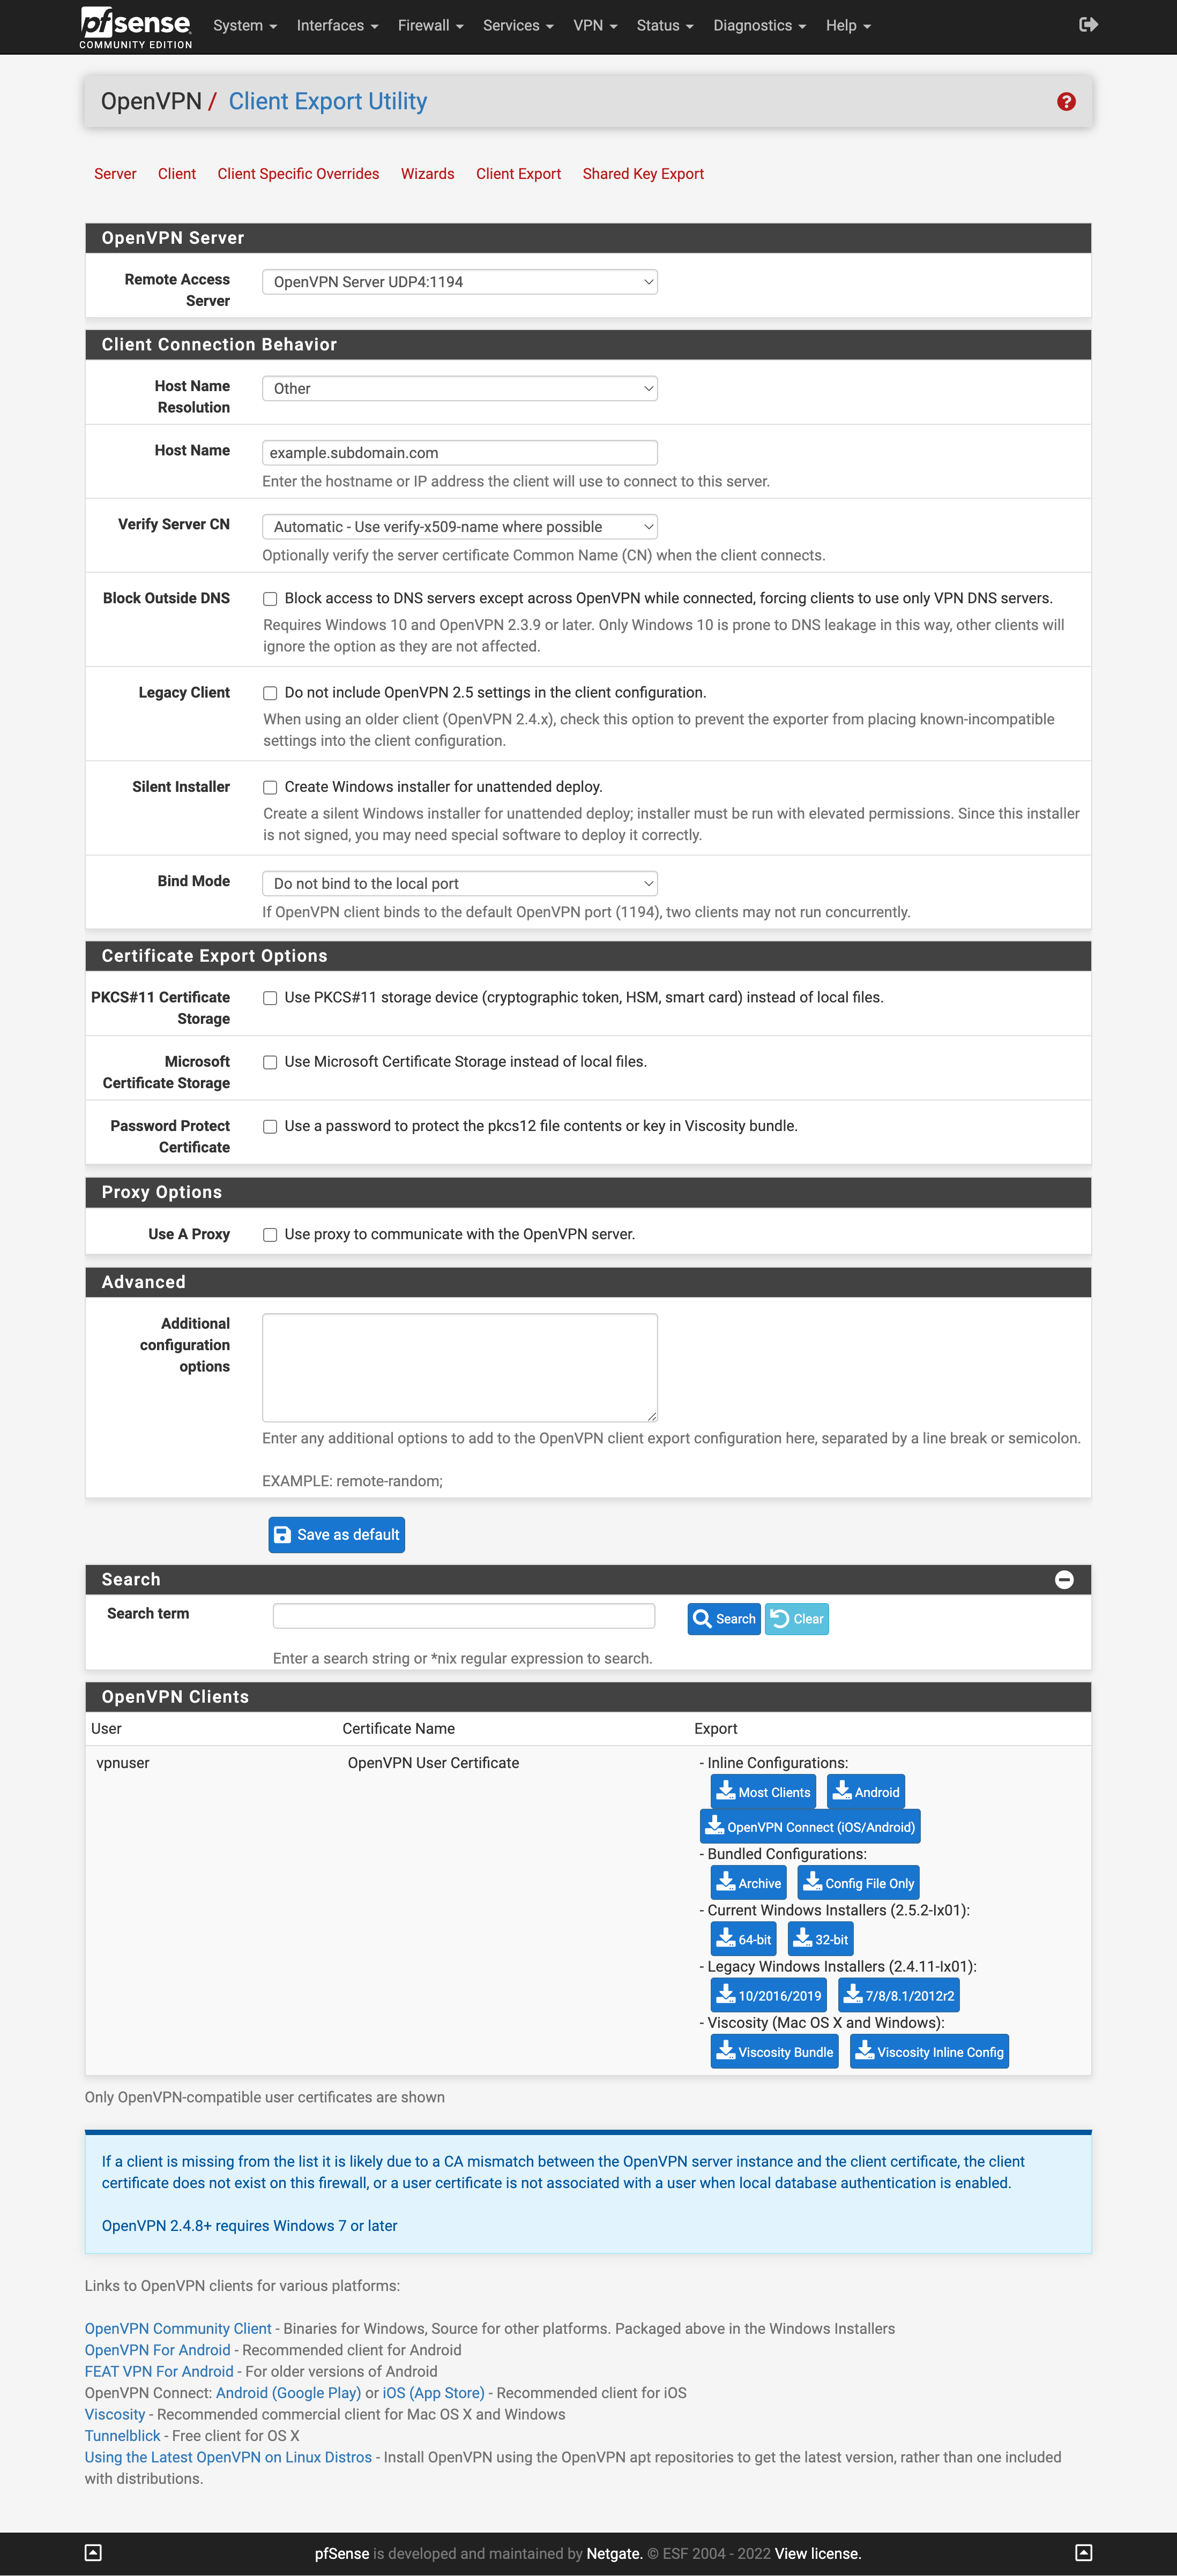 pfsense
COMMUNITY EDITION
System Interfaces Firewall Services VPN Status Diagnostics Help
OpenVPN / Client Export Utility
Server Client Client Specific Overrides Wizards Client Export Shared Key Export
OpenVPN Server
Remote Access
Server
OpenVPN Server UDP4:1194
Client Connection Behavior
Host Name
Resolution
Other
Host Name
example.subdomain.com
Enter the hostname or IP address the client will use to connect to this server.
Verify Server CN
Automatic - Use verify-x509-name where possible
Optionally verify the server certificate Common Name (CN) when the client connects.
Block Outside DNS
Block access to DNS servers except across OpenVPN while connected, forcing clients to use only VPN DNS servers.
Requires Windows 10 and OpenVPN 2.3.9 or later. Only Windows 10 is prone to DNS leakage in this way, other clients will
ignore the option as they are not affected.
Legacy Client
Do not include OpenVPN 2.5 settings in the client configuration.
When using an older client (OpenVPN 2.4.x), check this option to prevent the exporter from placing known-incompatible
settings into the client configuration.
Silent Installer
Create Windows installer for unattended deploy.
Create a silent Windows installer for unattended deploy; installer must be run with elevated permissions. Since this installer
is not signed, you may need special software to deploy it correctly.
Bind Mode
Do not bind to the local port
If OpenVPN client binds to the default OpenVPN port (1194), two clients may not run concurrently.
Certificate Export Options
PKCS#11 Certificate
Storage
Use PKCS#11 storage device (cryptographic token, HSM, smart card) instead of local files.
Microsoft
Certificate Storage
Use Microsoft Certificate Storage instead of local files.
Password Protect
Certificate
Use a password to protect the pkcs12 file contents or key in Viscosity bundle.
Proxy Options
Use A Proxy
Use proxy to communicate with the OpenVPN server.
Advanced
Additional
configuration
options
Enter any additional options to add to the OpenVPN client export configuration here, separated by a line break or semicolon.
EXAMPLE: remote-random;
Save as default
Search
Search term
Search Clear
Enter a search string or *nix regular expression to search.
OpenVPN Clients
User Certificate Name Export
vpnuser OpenVPN User Certificate - Inline Configurations:
Most Clients Android
OpenVPN Connect (iOS/Android)
- Bundled Configurations:
Archive Config File Only
- Current Windows Installers (2.5.2-Ix01):
64-bit 32-bit
- Legacy Windows Installers (2.4.11-Ix01):
10/2016/2019 7/8/8.1/2012r2
- Viscosity (Mac OS X and Windows):
Viscosity Bundle Viscosity Inline Config
Only OpenVPN-compatible user certificates are shown
If a client is missing from the list it is likely due to a CA mismatch between the OpenVPN server instance and the client certificate, the client
certificate does not exist on this firewall, or a user certificate is not associated with a user when local database authentication is enabled.
OpenVPN 2.4.8+ requires Windows 7 or later
Links to OpenVPN clients for various platforms:
OpenVPN Community Client - Binaries for Windows, Source for other platforms. Packaged above in the Windows Installers
OpenVPN For Android - Recommended client for Android
FEAT VPN For Android - For older versions of Android
OpenVPN Connect: Android (Google Play) or iOS (App Store) - Recommended client for iOS
Viscosity - Recommended commercial client for Mac OS X and Windows
Tunnelblick - Free client for OS X
Using the Latest OpenVPN on Linux Distros - Install OpenVPN using the OpenVPN apt repositories to get the latest version, rather than one included
with distributions.
pfSense is developed and maintained by Netgate. © ESF 2004 - 2022 View license.